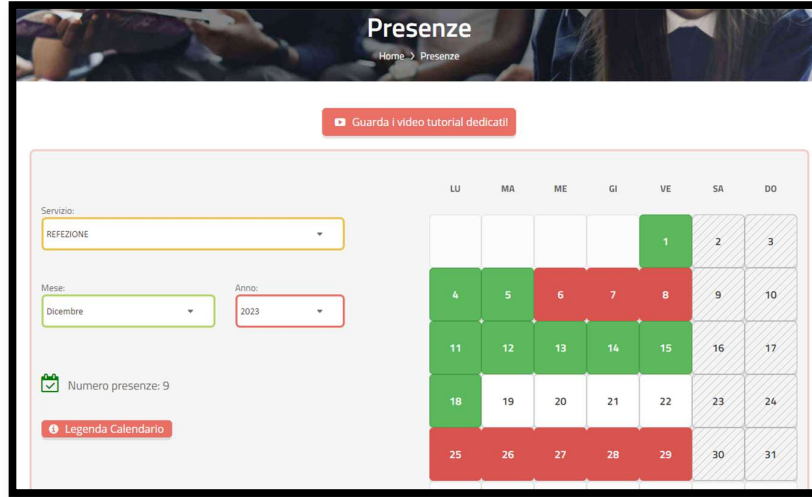 Presenze
Home > Presenze
Guarda i video tutorial dedicati!
Servizio:
REFEZIONE
Mese:
Anno:
Dicembre
2023
Numero presenze: 9
Legenda Calendario
LU MA ME GI VE SA DO
1 2 3
4 5 6 7 8 9 10
11 12 13 14 15 16 17
18 19 20 21 22 23 24
25 26 27 28 29 30 31